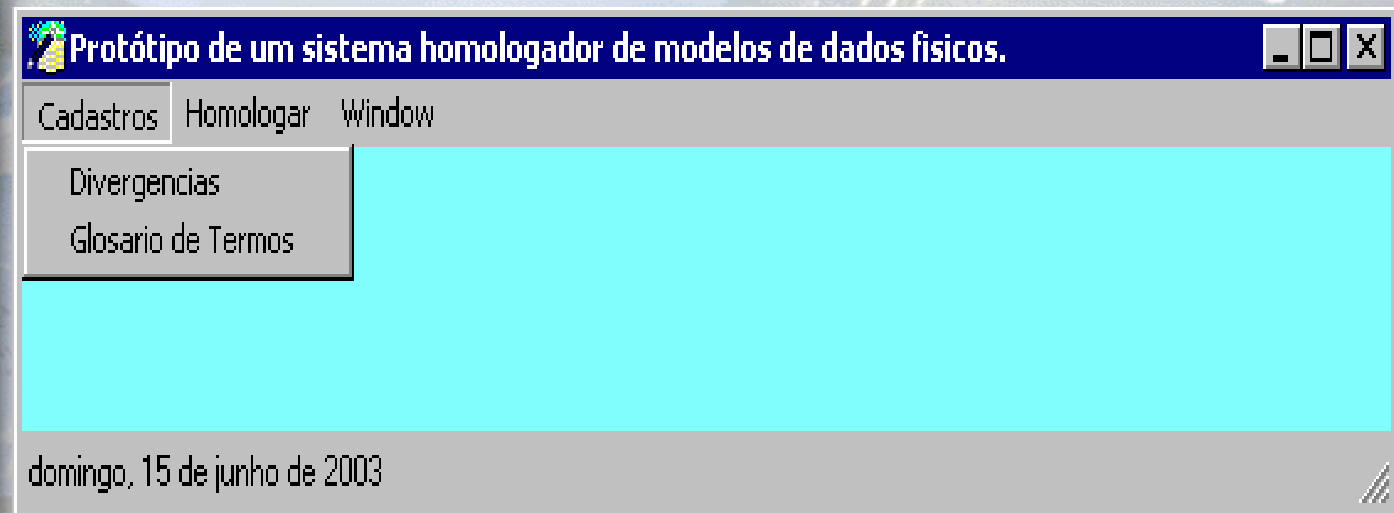 Protótipo de um sistema homologador de modelos de dados fisicos.
Cadastros Homologar Window
Divergencias
Glosario de Termos
domingo, 15 de junho de 2003